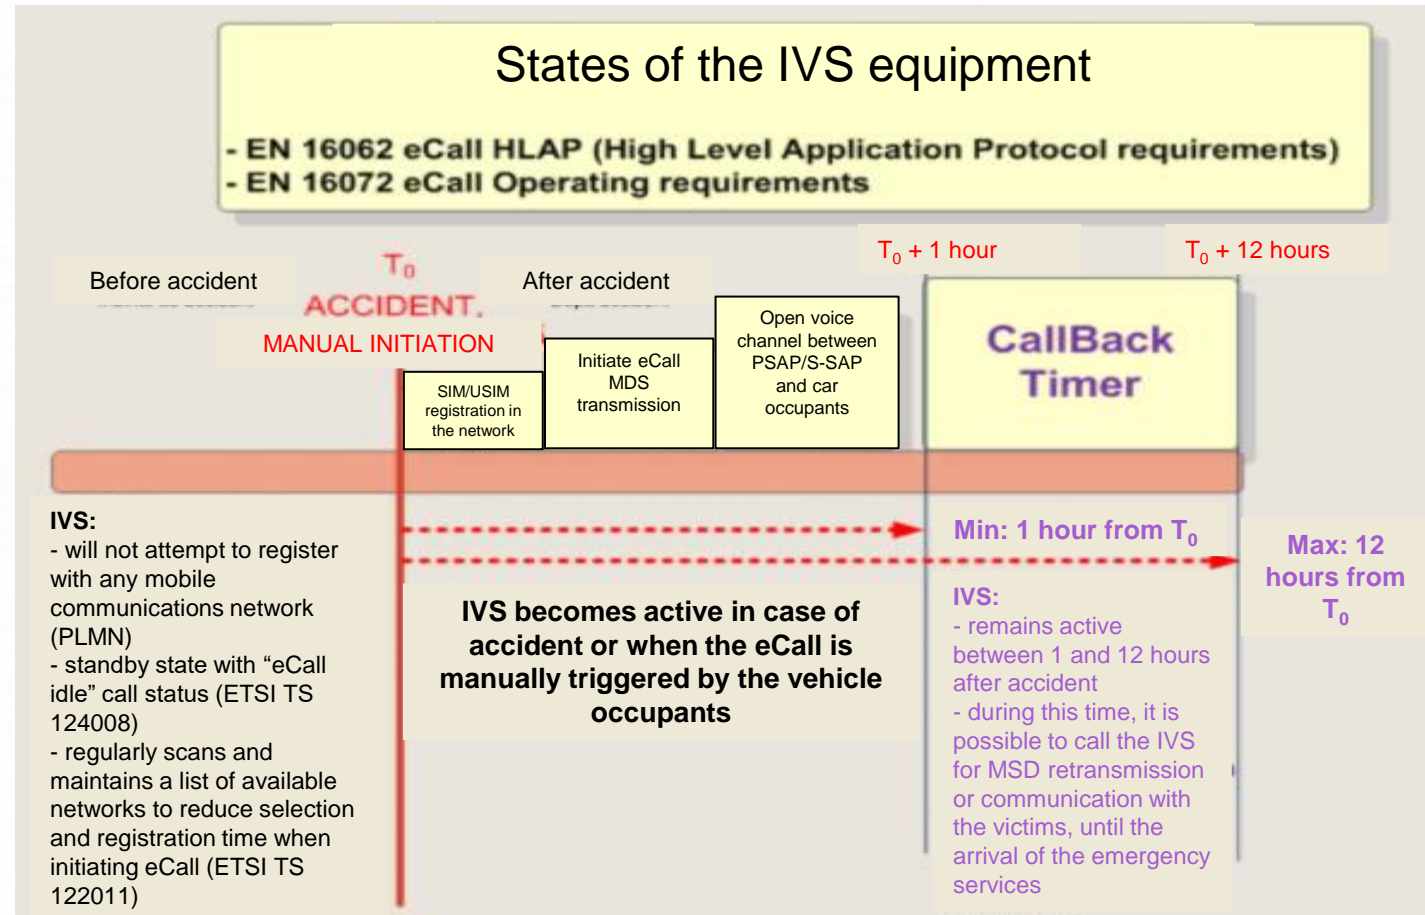 States of the IVS equipment
- EN 16062 eCall HLAP (High Level Application Protocol requirements)
- EN 16072 eCall Operating requirements
T0 + 1 hour
T0 + 12 hours
Before accident
T0
ACCIDENT,
MANUAL INITIATION
After accident
SIM/USIM
registration in
the network
Initiate eCall
MDS
transmission
Open voice
channel between
PSAP/S-SAP
and car
occupants
CallBack
Timer
IVS:
- will not attempt to register
with any mobile
communications network
(PLMN)
- standby state with “eCall
idle” call status (ETSI TS
124008)
- regularly scans and
maintains a list of available
networks to reduce selection
and registration time when
initiating eCall (ETSI TS
122011)
IVS becomes active in case of
accident or when the eCall is
manually triggered by the vehicle
occupants
Min: 1 hour from T0
Max: 12
hours from
T0
IVS:
- remains active
between 1 and 12 hours
after accident
- during this time, it is
possible to call the IVS
for MSD retransmission
or communication with
the victims, until the
arrival of the emergency
services